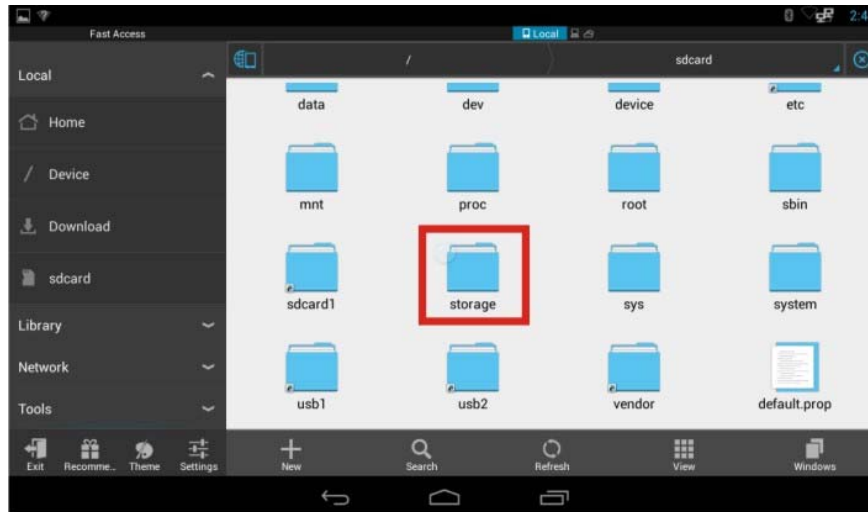 2:4
Fast Access
Local
/
sdcard
Local
Home
Device
Download
sdcard
Library
Network
Tools
data
dev
device
etc
mnt
proc
root
sbin
sdcard1
storage
sys
system
usb1
usb2
vendor
default.prop
Exit
Recomme..
Theme
Settings
New
Search
Refresh
View
Windows